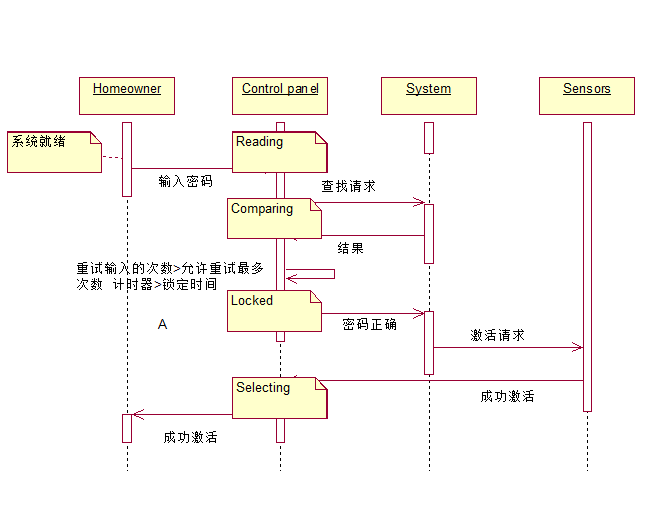 Homeowner
Control panel
System
Sensors
系统就绪
Reading
输入密码
查找请求
Comparing
结果
重试输入的次数>允许重试最多
次数 计时器>锁定时间
Locked
A
密码正确
激活请求
Selecting
成功激活
成功激活